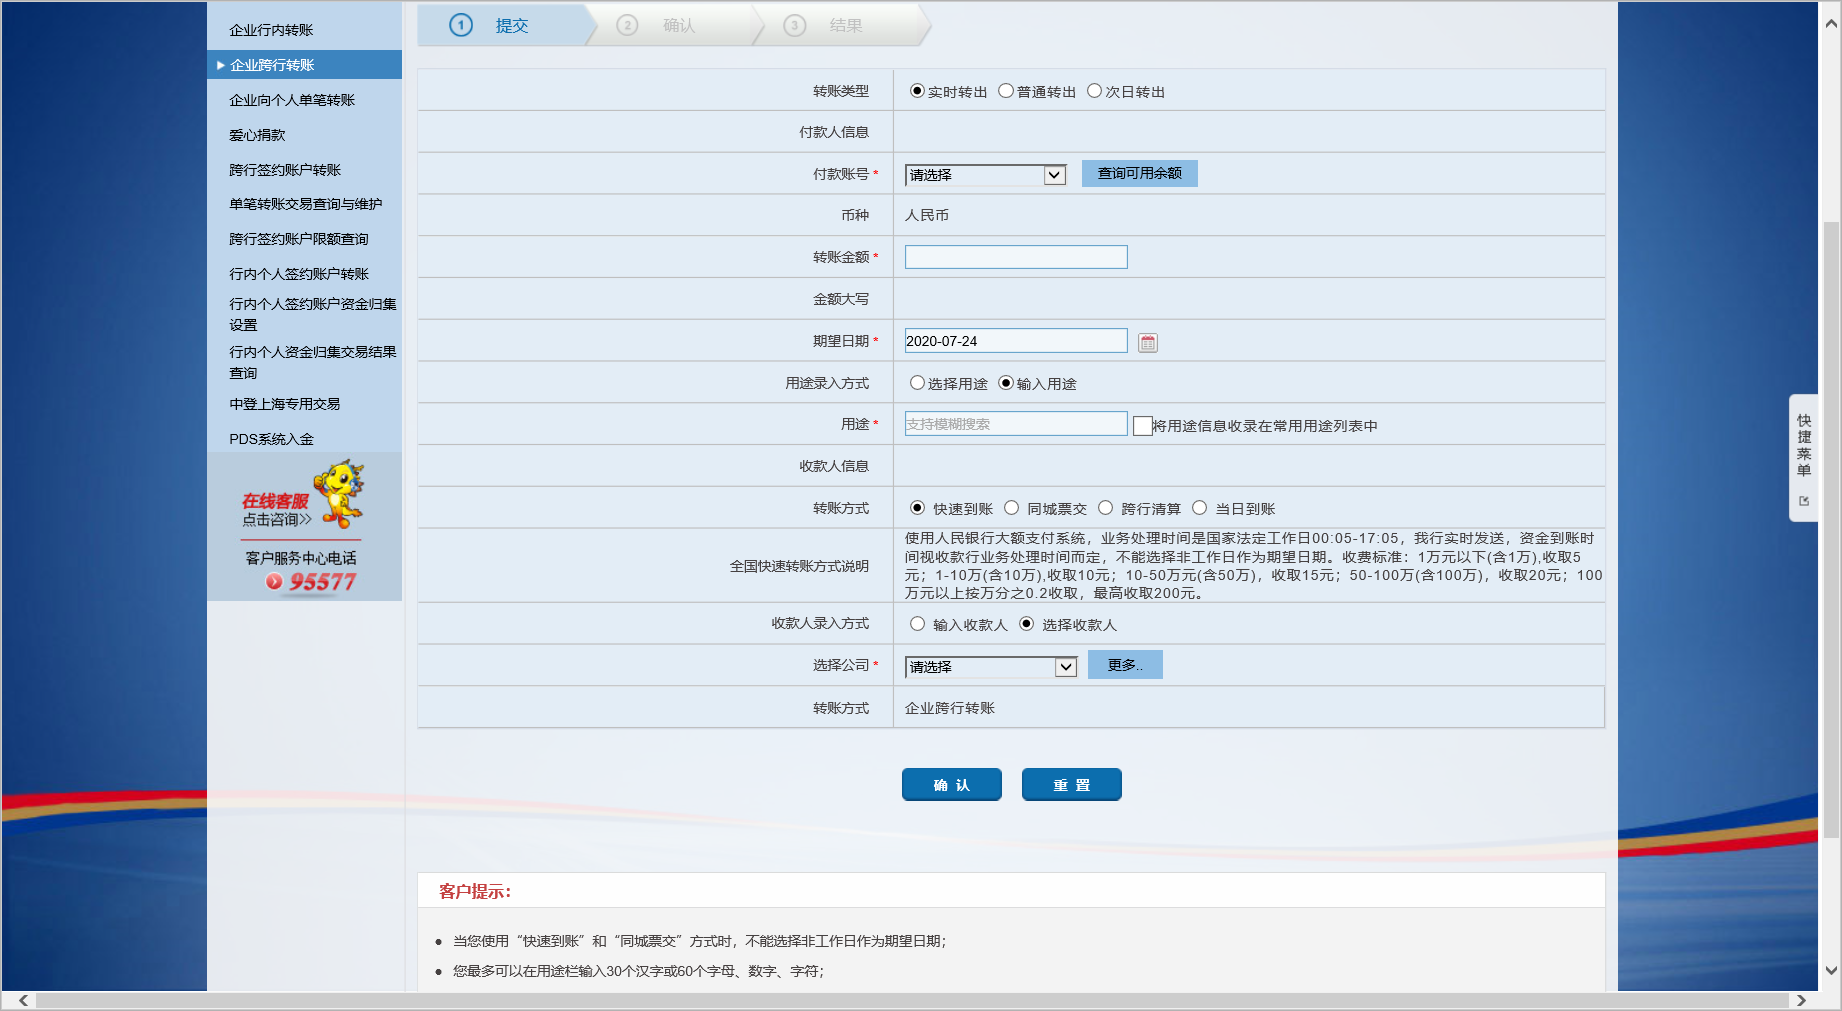 企业行内转账
企业跨行转账
企业向个人单笔转账
爱心捐款
跨行签约账户转账
单笔转账交易查询与维护
跨行签约账户限额查询
行内个人签约账户转账
行内个人签约账户资金归集
设置
行内个人资金归集交易结果
查询
中登上海专用交易
PDS系统入金
在线客服
点击咨询>>
客户服务中心电话
95577
1 提交 2 确认 3 结果
转账类型 实时转出 普通转出 次日转出
付款人信息
付款账号* 请选择 查询可用余额
币种 人民币
转账金额*
金额大写
期望日期* 2020-07-24
用途录入方式 选择用途 输入用途
用途* 支持模糊搜索 将用途信息收录在常用用途列表中
收款人信息
转账方式 快速到账 同城票交 跨行清算 当日到账
全国快速转账方式说明
使用人民银行大额支付系统，业务处理时间是国家法定工作日00:05-17:05，我行实时发送，资金到账时
间视收款行业务处理时间而定，不能选择非工作日作为期望日期。收费标准：1万元以下(含1万),收取5
元；1-10万(含10万),收取10元；10-50万元(含50万)，收取15元；50-100万(含100万)，收取20元；100
万元以上按万分之0.2收取，最高收取200元。
收款人录入方式 输入收款人 选择收款人
选择公司* 请选择 更多..
转账方式 企业跨行转账
确 认 重 置
客户提示：
● 当您使用“快速到账”和“同城票交”方式时，不能选择非工作日作为期望日期；
● 您最多可以在用途栏输入30个汉字或60个字母、数字、字符；
快
捷
菜
单